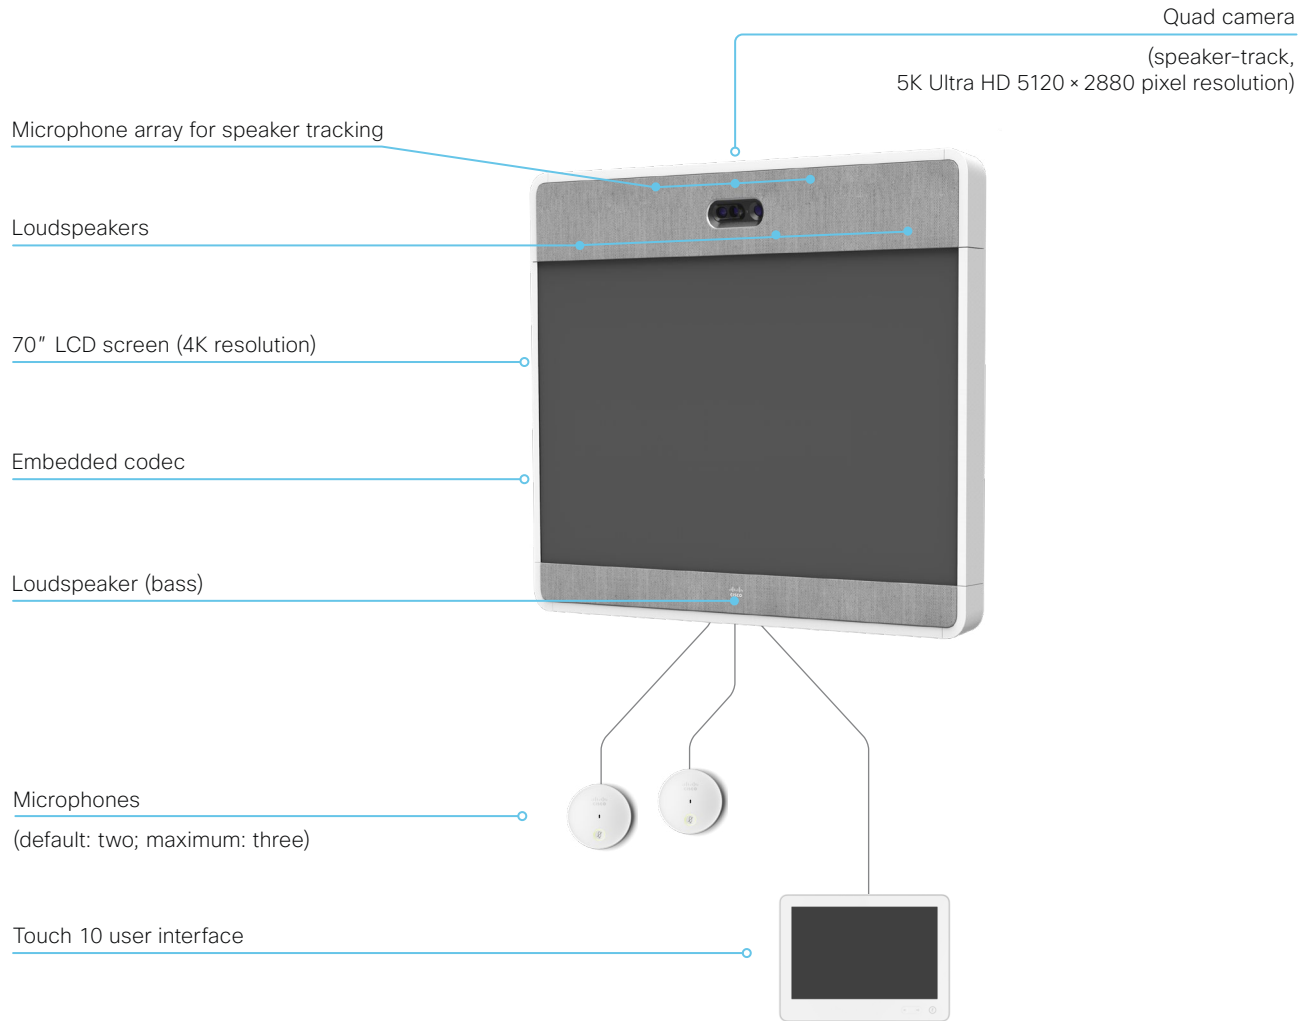 Quad camera
(speaker-track,
5K Ultra HD 5120 × 2880 pixel resolution)
Microphone array for speaker tracking
Loudspeakers
70″ LCD screen (4K resolution)
Embedded codec
Loudspeaker (bass)
CISCO
Microphones
(default: two; maximum: three)
Touch 10 user interface